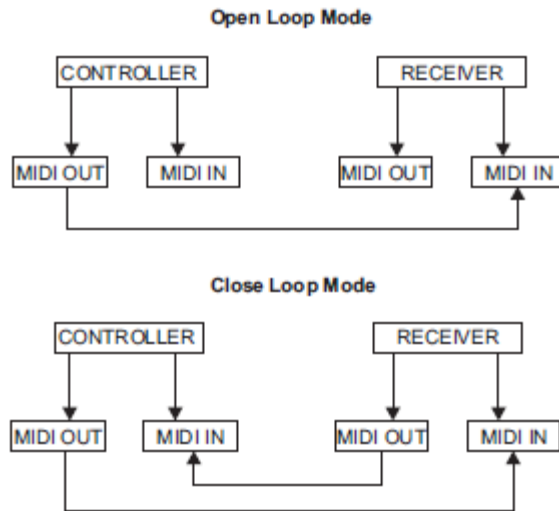 Open Loop Mode
CONTROLLER RECEIVER
MIDI OUT MIDI IN MIDI OUT MIDI IN
Close Loop Mode
CONTROLLER RECEIVER
MIDI OUT MIDI IN MIDI OUT MIDI IN